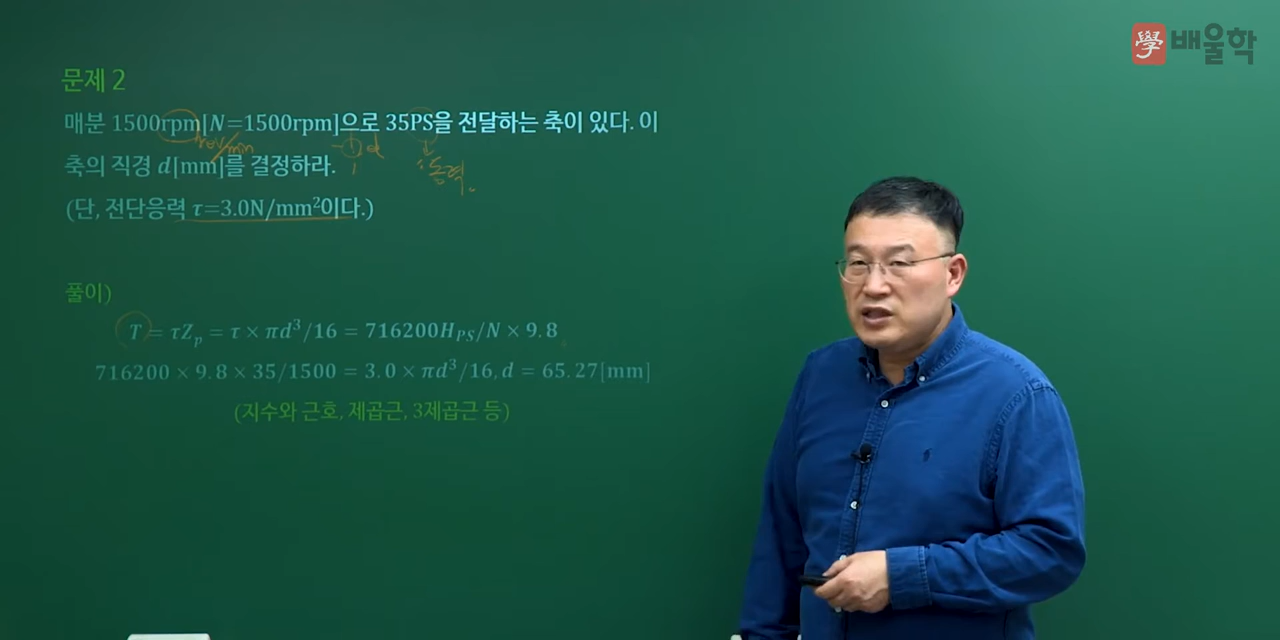 學 배울학
문제 2
매분 1500rpm[N=1500rpm]으로 35PS을 전달하는 축이 있다. 이
rev/min
동력
축의 직경 d[mm]를 결정하라.
(단, 전단응력 τ=3.0N/mm²이다.)
풀이)
T = τZₚ = τ × πd³/16 = 716200H_PS/N × 9.8
716200 × 9.8 × 35/1500 = 3.0 × πd³/16, d = 65.27[mm]
(지수와 근호, 제곱근, 3제곱근 등)